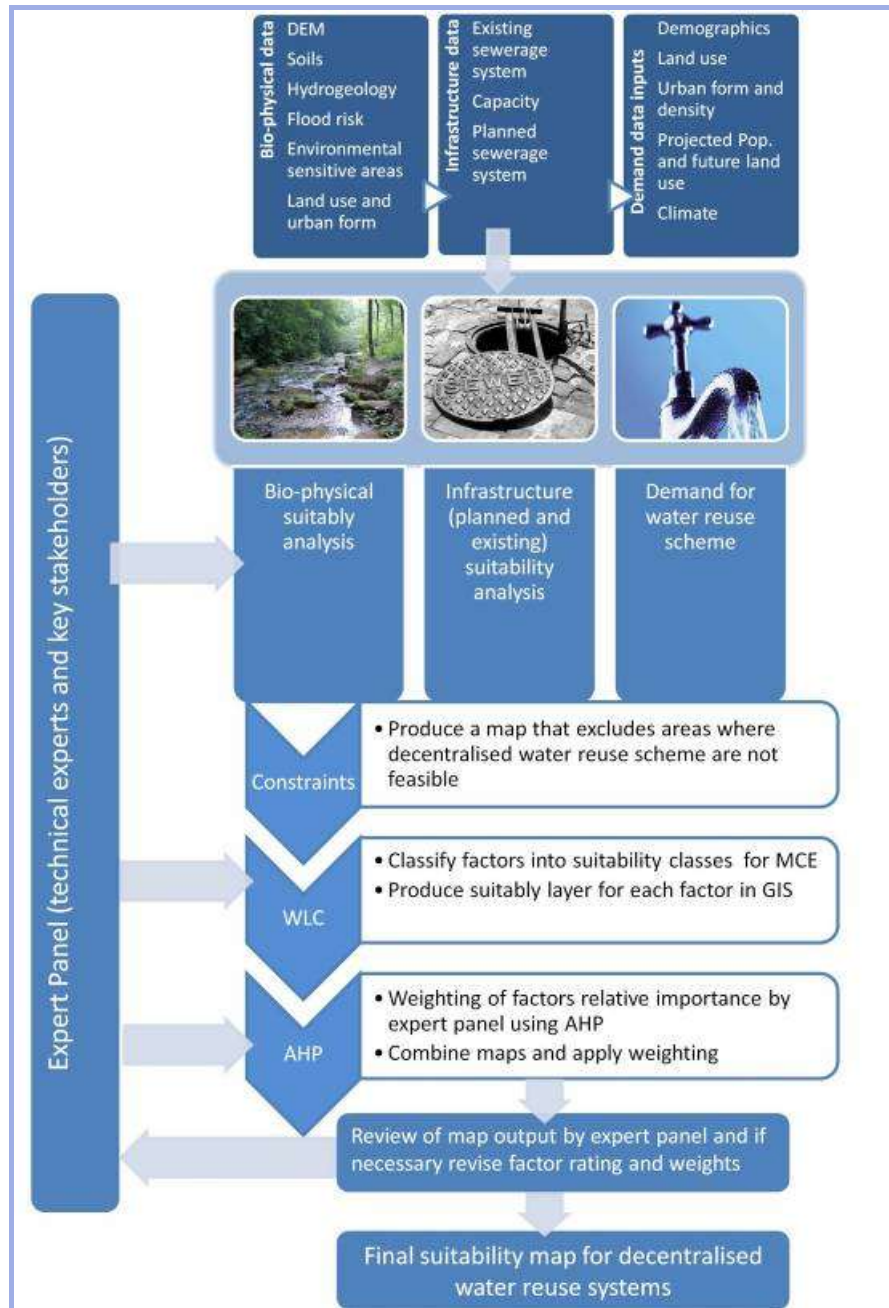 Bio-physical data
DEM
Soils
Hydrogeology
Flood risk
Environmental
sensitive areas
Land use and
urban form
Infrastructure data
Existing
sewerage
system
Capacity
Planned
sewerage
system
Demand data inputs
Demographics
Land use
Urban form and
density
Projected Pop.
and future land
use
Climate
SEWER
Expert Panel (technical experts and key stakeholders)
Bio-physical
suitably
analysis
Infrastructure
(planned and
existing)
suitability
analysis
Demand for
water reuse
scheme
Constraints
• Produce a map that excludes areas where
decentralised water reuse scheme are not
feasible
WLC
• Classify factors into suitability classes for MCE
• Produce suitably layer for each factor in GIS
AHP
• Weighting of factors relative importance by
expert panel using AHP
• Combine maps and apply weighting
Review of map output by expert panel and if
necessary revise factor rating and weights
Final suitability map for decentralised
water reuse systems